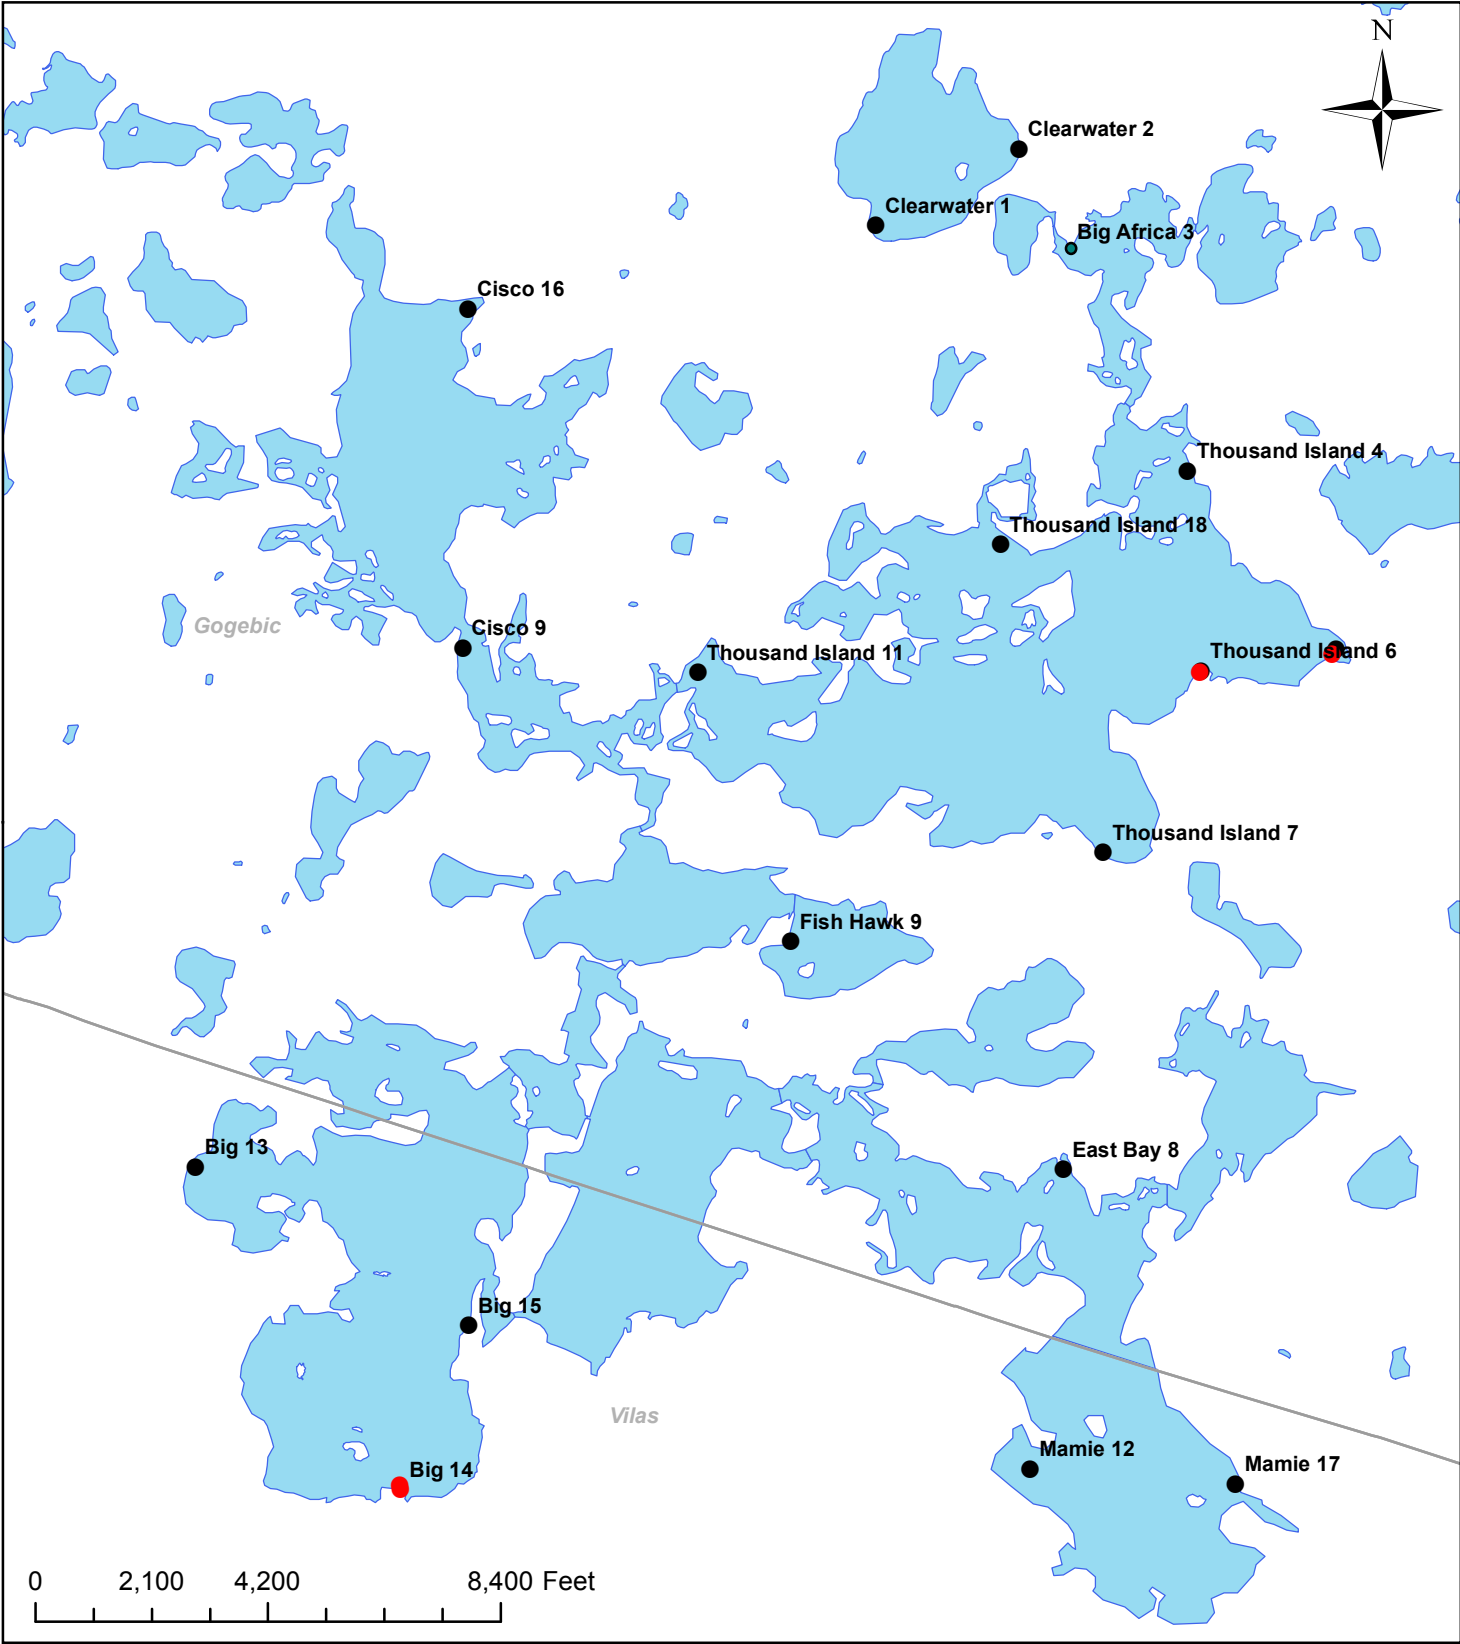 N
Clearwater 2
Clearwater 1
Big Africa 3
Cisco 16
Thousand Island 4
Thousand Island 18
Gogebic
Cisco 9
Thousand Island 11
Thousand Island 6
Thousand Island 7
Fish Hawk 9
Big 13
East Bay 8
Big 15
Vilas
Mamie 12
Mamie 17
Big 14
0 2,100 4,200 8,400 Feet